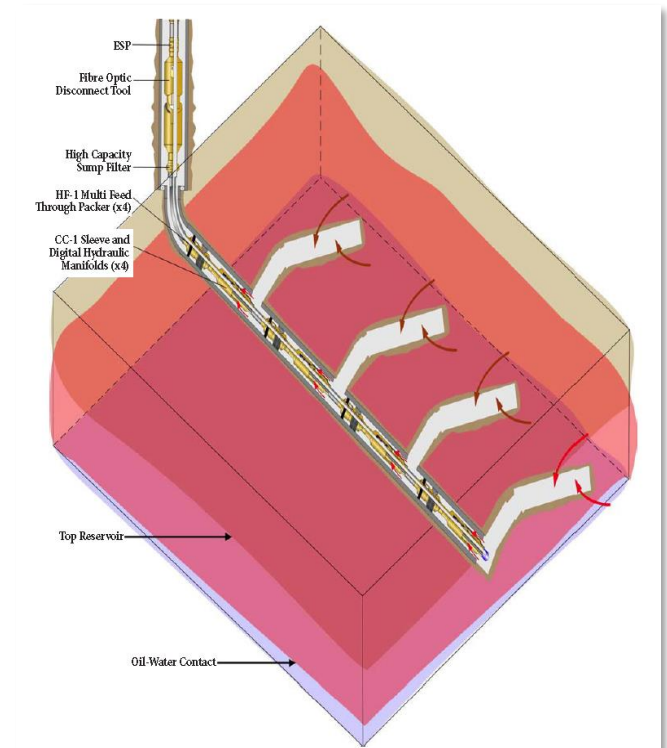 ESP
Fibre Optic
Disconnect Tool
High Capacity
Sump Filter
HF-1 Multi Feed
Through Packer (x4)
CC-1 Sleeve and
Digital Hydraulic
Manifolds (x4)
Top Reservoir
Oil-Water Contact